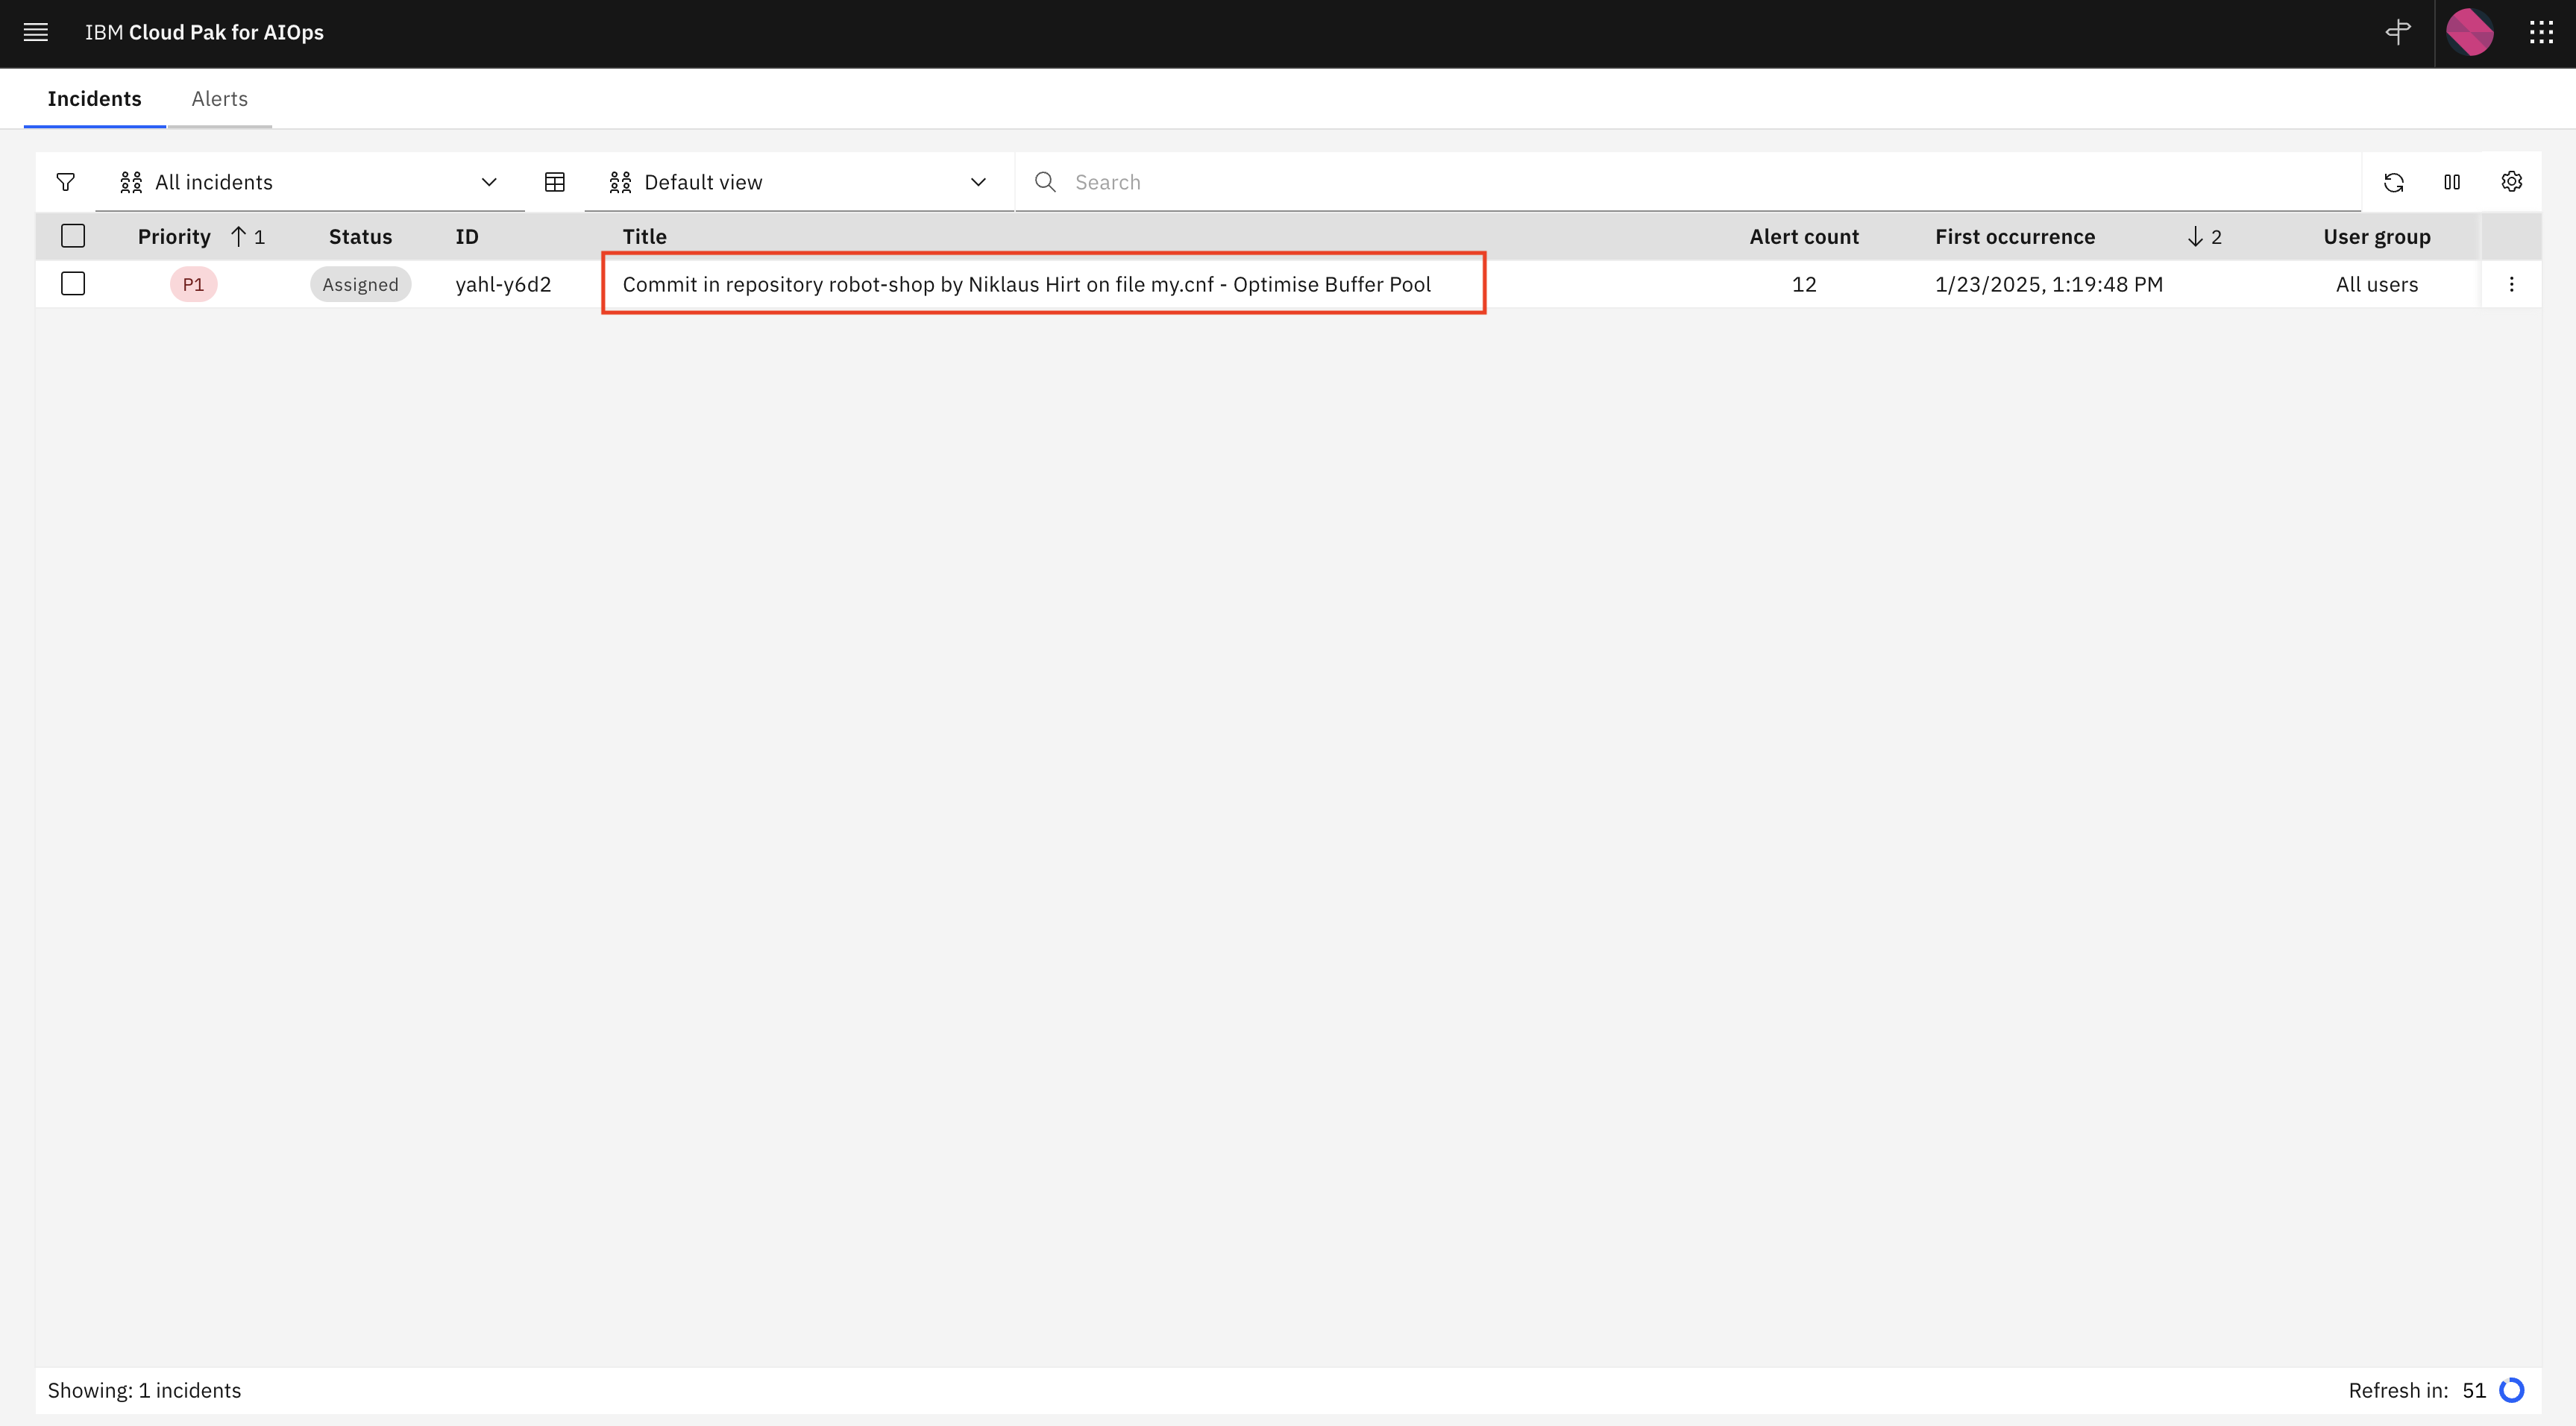 IBM Cloud Pak for AIOps
Incidents Alerts
All incidents Default view Search
Priority 1 Status ID Title Alert count First occurrence 2 User group
P1 Assigned yahl-y6d2 Commit in repository robot-shop by Niklaus Hirt on file my.cnf - Optimise Buffer Pool 12 1/23/2025, 1:19:48 PM All users
Showing: 1 incidents Refresh in: 51